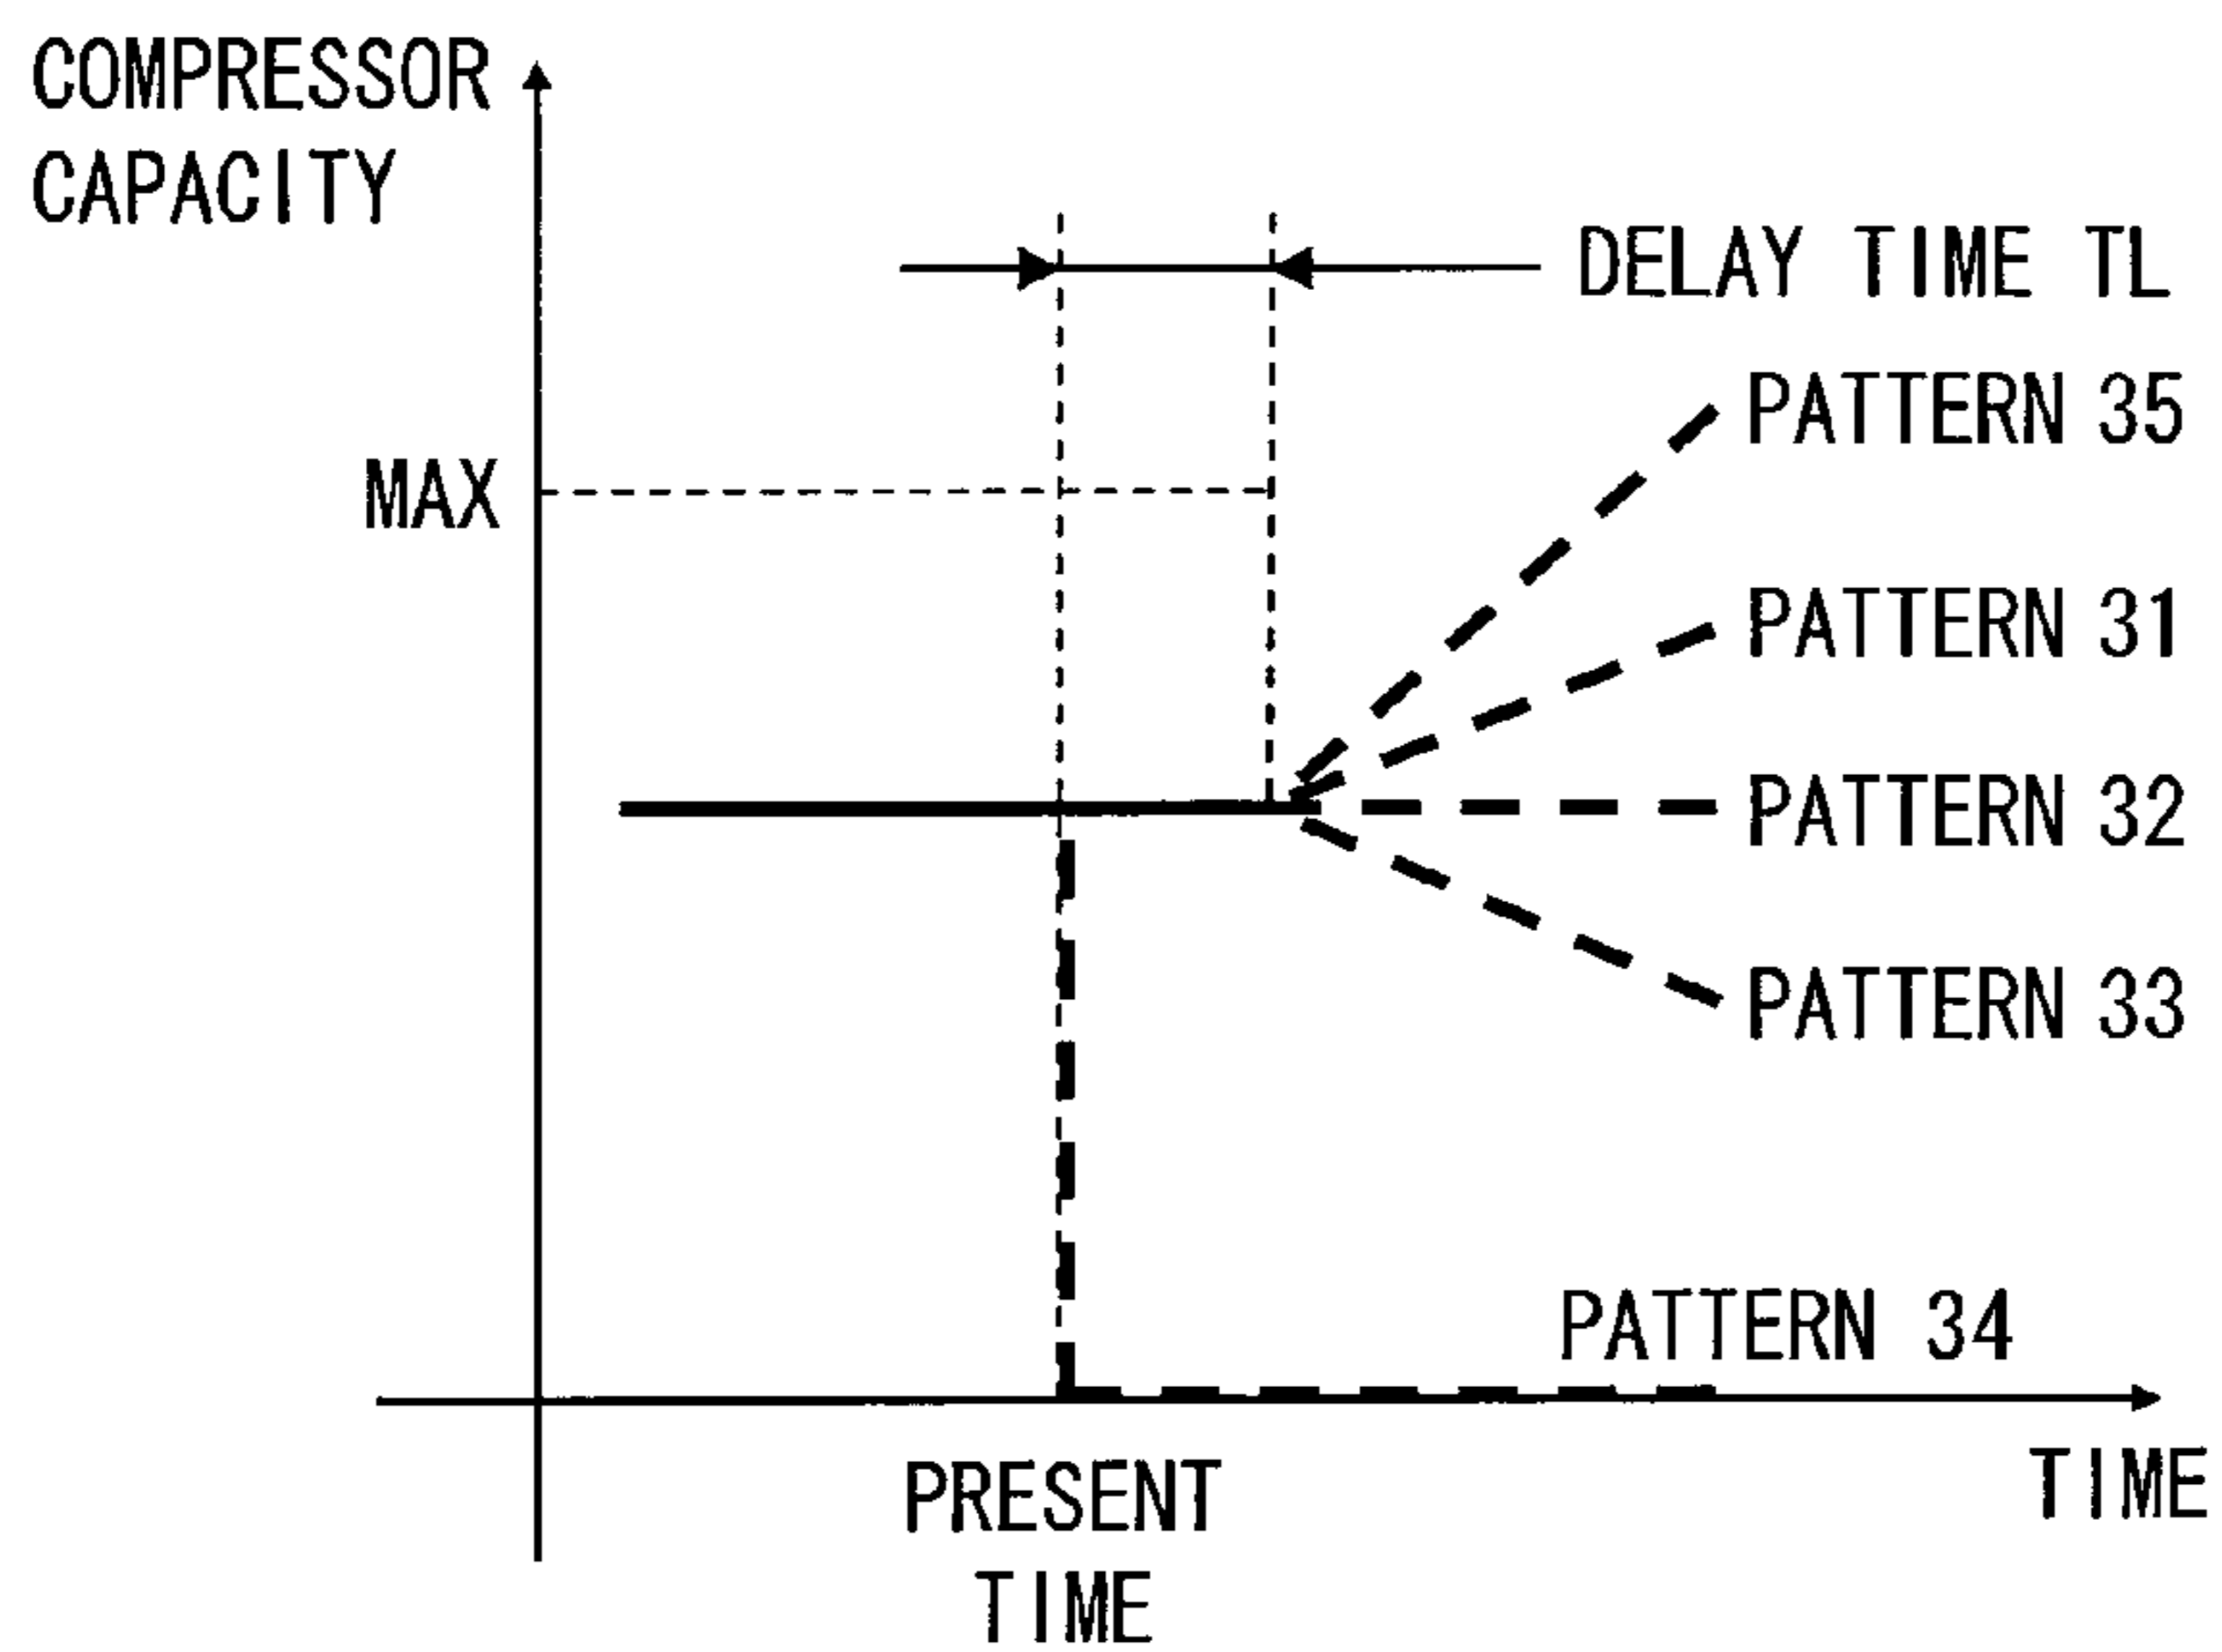 COMPRESSOR
CAPACITY
DELAY TIME TL
PATTERN 35
MAX
PATTERN 31
PATTERN 32
PATTERN 33
PATTERN 34
TIME
PRESENT
TIME